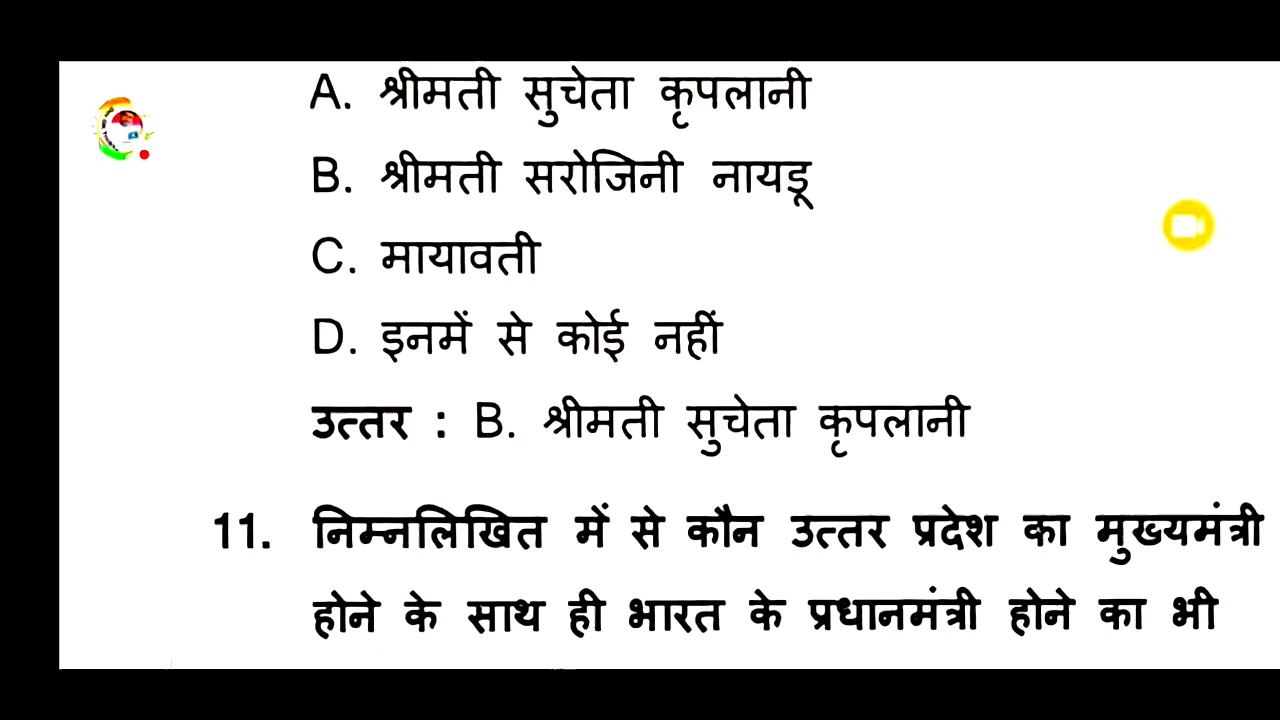 A. श्रीमती सुचेता कृपलानी
B. श्रीमती सरोजिनी नायडू
C. मायावती
D. इनमें से कोई नहीं
उत्तर : B. श्रीमती सुचेता कृपलानी
11. निम्नलिखित में से कौन उत्तर प्रदेश का मुख्यमंत्री
होने के साथ ही भारत के प्रधानमंत्री होने का भी